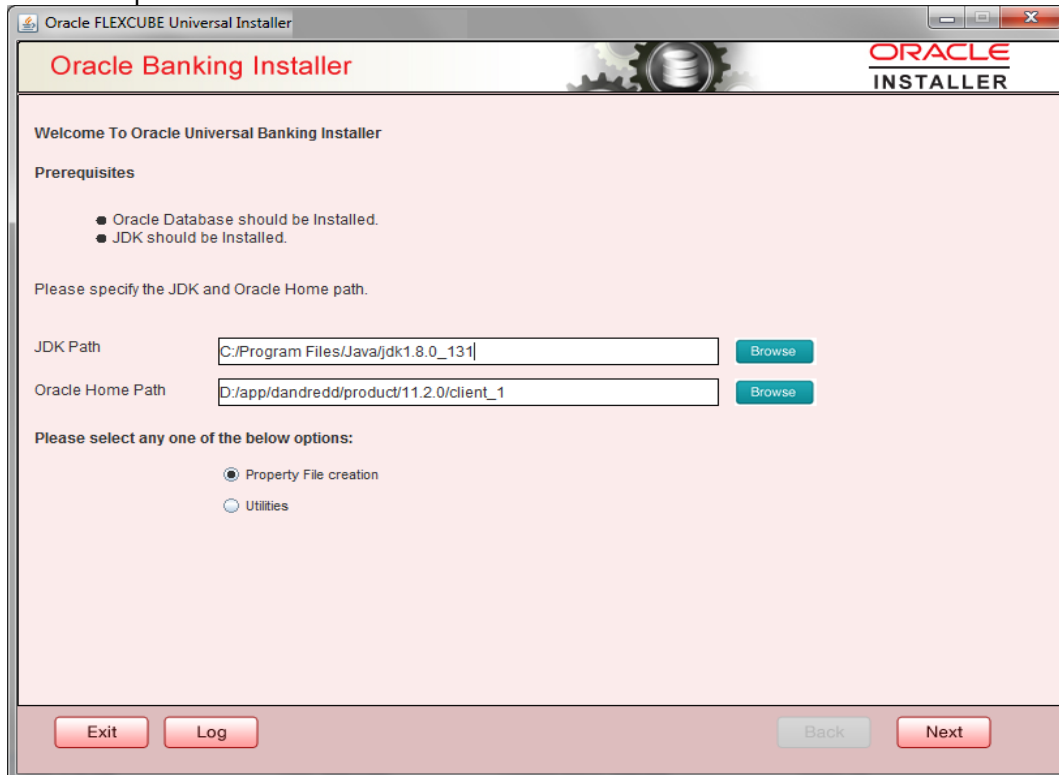 Oracle FLEXCUBE Universal Installer
Oracle Banking Installer
ORACLE
INSTALLER
Welcome To Oracle Universal Banking Installer
Prerequisites
Oracle Database should be Installed.
JDK should be Installed.
Please specify the JDK and Oracle Home path.
JDK Path C:/Program Files/Java/jdk1.8.0_131 Browse
Oracle Home Path D:/app/dandredd/product/11.2.0/client_1 Browse
Please select any one of the below options:
Property File creation
Utilities
Exit Log Back Next